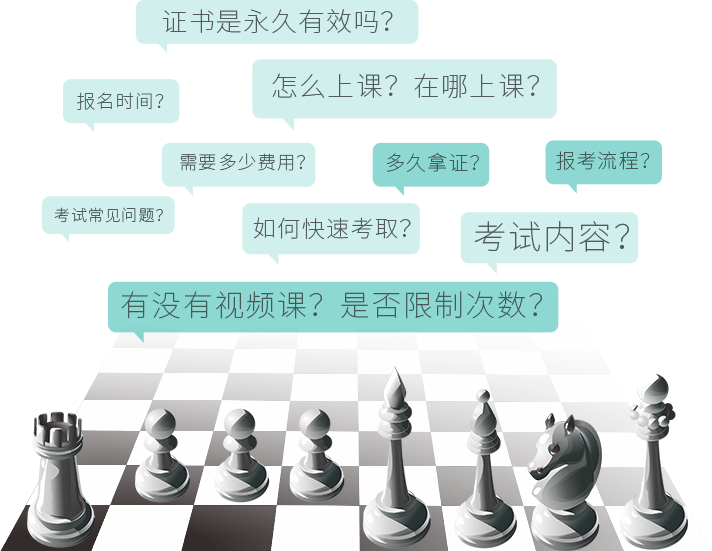 证书是永久有效吗？
怎么上课？在哪上课？
报名时间？
需要多少费用？
多久拿证？
报考流程？
考试常见问题？
如何快速考取？
考试内容？
有没有视频课？是否限制次数？